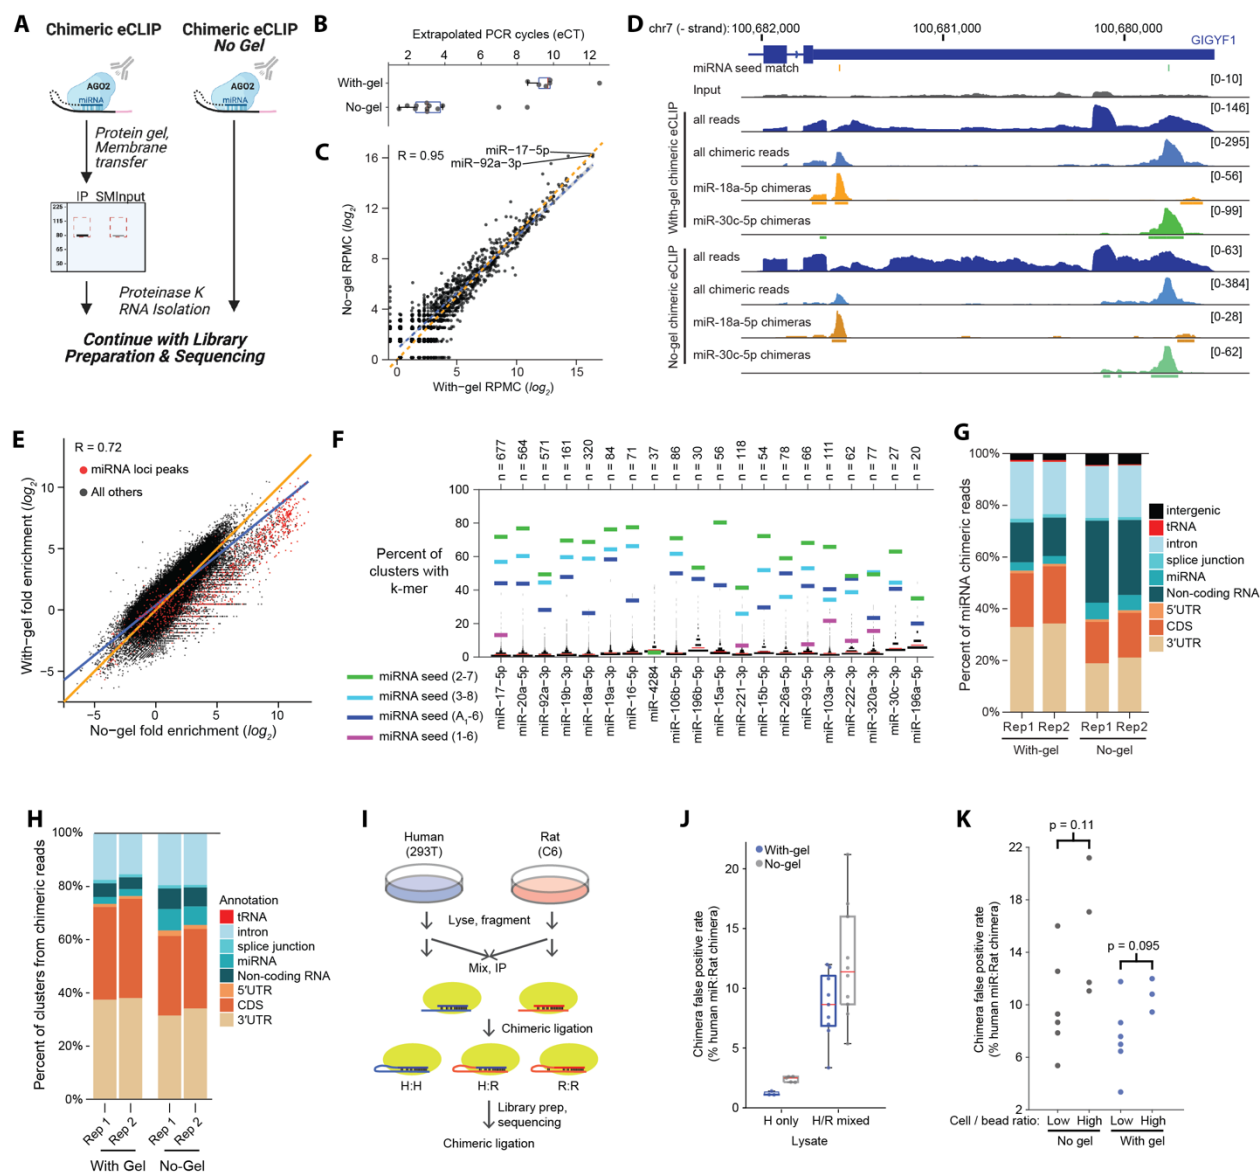 A
Chimeric eCLIP
Chimeric eCLIP
No Gel
AGO2
miRNA
AGO2
miRNA
Protein gel,
Membrane
transfer
IP SMInput
225
115
80
50
Proteinase K
RNA Isolation
Continue with Library
Preparation & Sequencing
B
Extrapolated PCR cycles (eCT)
2 4 6 8 10 12
With-gel
No-gel
C
R = 0.95
miR−17−5p
miR−92a−3p
16
12
8
4
0
No−gel RPMC (log2)
0 5 10 15
With−gel RPMC (log2)
D
chr7 (- strand):
100,682,000
100,681,000
100,680,000
GIGYF1
miRNA seed match
Input
[0-10]
With-gel chimeric eCLIP
all reads
[0-146]
all chimeric reads
[0-295]
miR-18a-5p chimeras
[0-56]
miR-30c-5p chimeras
[0-99]
No-gel chimeric eCLIP
all reads
[0-63]
all chimeric reads
[0-384]
miR-18a-5p chimeras
[0-28]
miR-30c-5p chimeras
[0-62]
E
R = 0.72
miRNA loci peaks
All others
10
5
0
−5
With−gel fold enrichment (log2)
−5 0 5 10
No−gel fold enrichment (log2)
F
n = 677
n = 564
n = 571
n = 161
n = 320
n = 84
n = 71
n = 37
n = 86
n = 30
n = 56
n = 118
n = 54
n = 78
n = 66
n = 111
n = 62
n = 77
n = 27
n = 20
100
80
60
40
20
0
Percent of
clusters with
k-mer
miRNA seed (2-7)
miRNA seed (3-8)
miRNA seed (A1-6)
miRNA seed (1-6)
miR−17−5p
miR−20a−5p
miR−92a−3p
miR−19b−3p
miR−18a−5p
miR−19a−3p
miR−16−5p
miR−4284
miR−106b−5p
miR−196b−5p
miR−15a−5p
miR−221−3p
miR−15b−5p
miR−26a−5p
miR−93−5p
miR−103a−3p
miR−222−3p
miR−320a−3p
miR−30c−3p
miR−196a−5p
G
100%
80%
60%
40%
20%
0%
Percent of miRNA chimeric reads
Rep1 Rep2 Rep1 Rep2
With-gel No-gel
intergenic
tRNA
intron
splice junction
miRNA
Non-coding RNA
5'UTR
CDS
3'UTR
H
100%
80%
60%
40%
20%
0%
Percent of clusters from chimeric reads
Rep 1 Rep 2 Rep 1 Rep 2
With Gel No-Gel
Annotation
tRNA
intron
splice junction
miRNA
Non-coding RNA
5'UTR
CDS
3'UTR
I
Human
(293T)
Rat
(C6)
Lyse, fragment
Mix, IP
Chimeric ligation
H:H H:R R:R
Library prep,
sequencing
Chimeric ligation
J
With-gel
No-gel
20
15
10
5
0
Chimera false positive rate
(% human miR:Rat chimera)
H only H/R mixed
Lysate
K
p = 0.11
p = 0.095
22
18
14
10
6
2
Chimera false positive rate
(% human miR:Rat chimera)
Cell / bead ratio: Low High Low High
No gel With gel